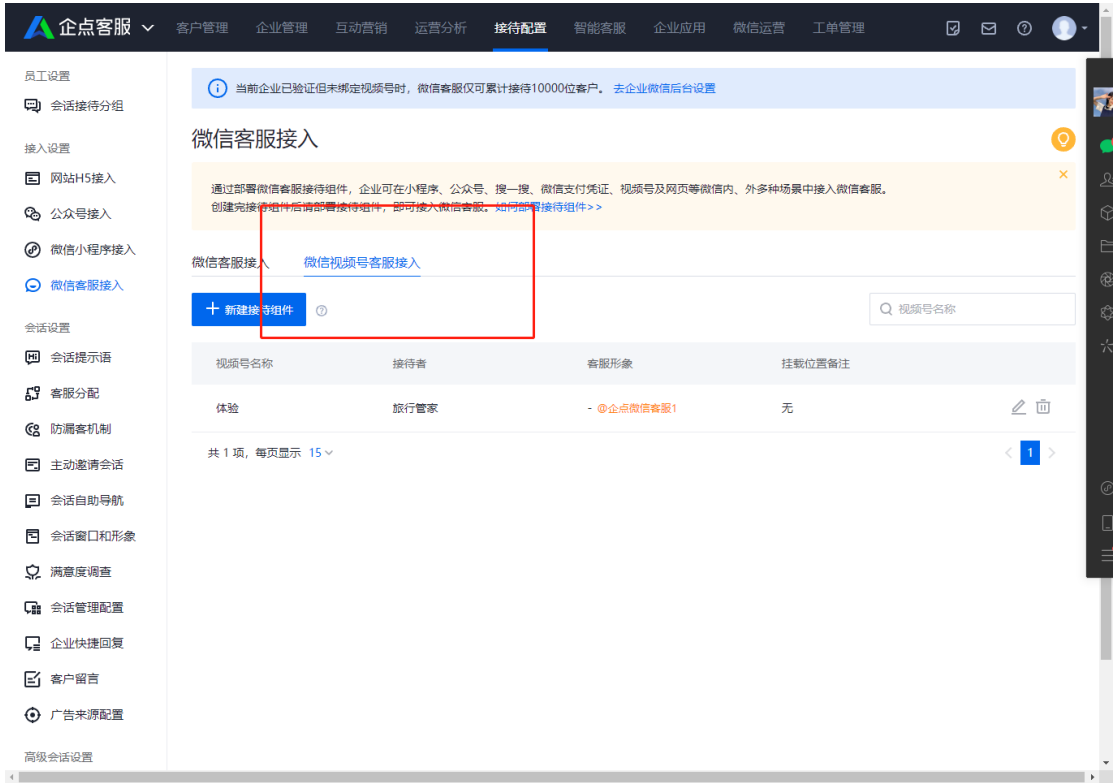 企点客服
客户管理 企业管理 互动营销 运营分析 接待配置 智能客服 企业应用 微信运营 工单管理
员工设置
会话接待分组
接入设置
网站H5接入
公众号接入
微信小程序接入
微信客服接入
会话设置
会话提示语
客服分配
防漏客机制
主动邀请会话
会话自助导航
会话窗口和形象
满意度调查
会话管理配置
企业快捷回复
客户留言
广告来源配置
高级会话设置
当前企业已验证但未绑定视频号时，微信客服仅可累计接待10000位客户。 去企业微信后台设置
微信客服接入
通过部署微信客服接待组件，企业可在小程序、公众号、搜一搜、微信支付凭证、视频号及网页等微信内、外多种场景中接入微信客服。
创建完接待组件后请部署接待组件，即可接入微信客服。如何部署接待组件>>
微信客服接入 微信视频号客服接入
新建接待组件
视频号名称
视频号名称 接待者 客服形象 挂载位置备注
体验 旅行管家 - @企点微信客服1 无
共 1 项，每页显示 15
1